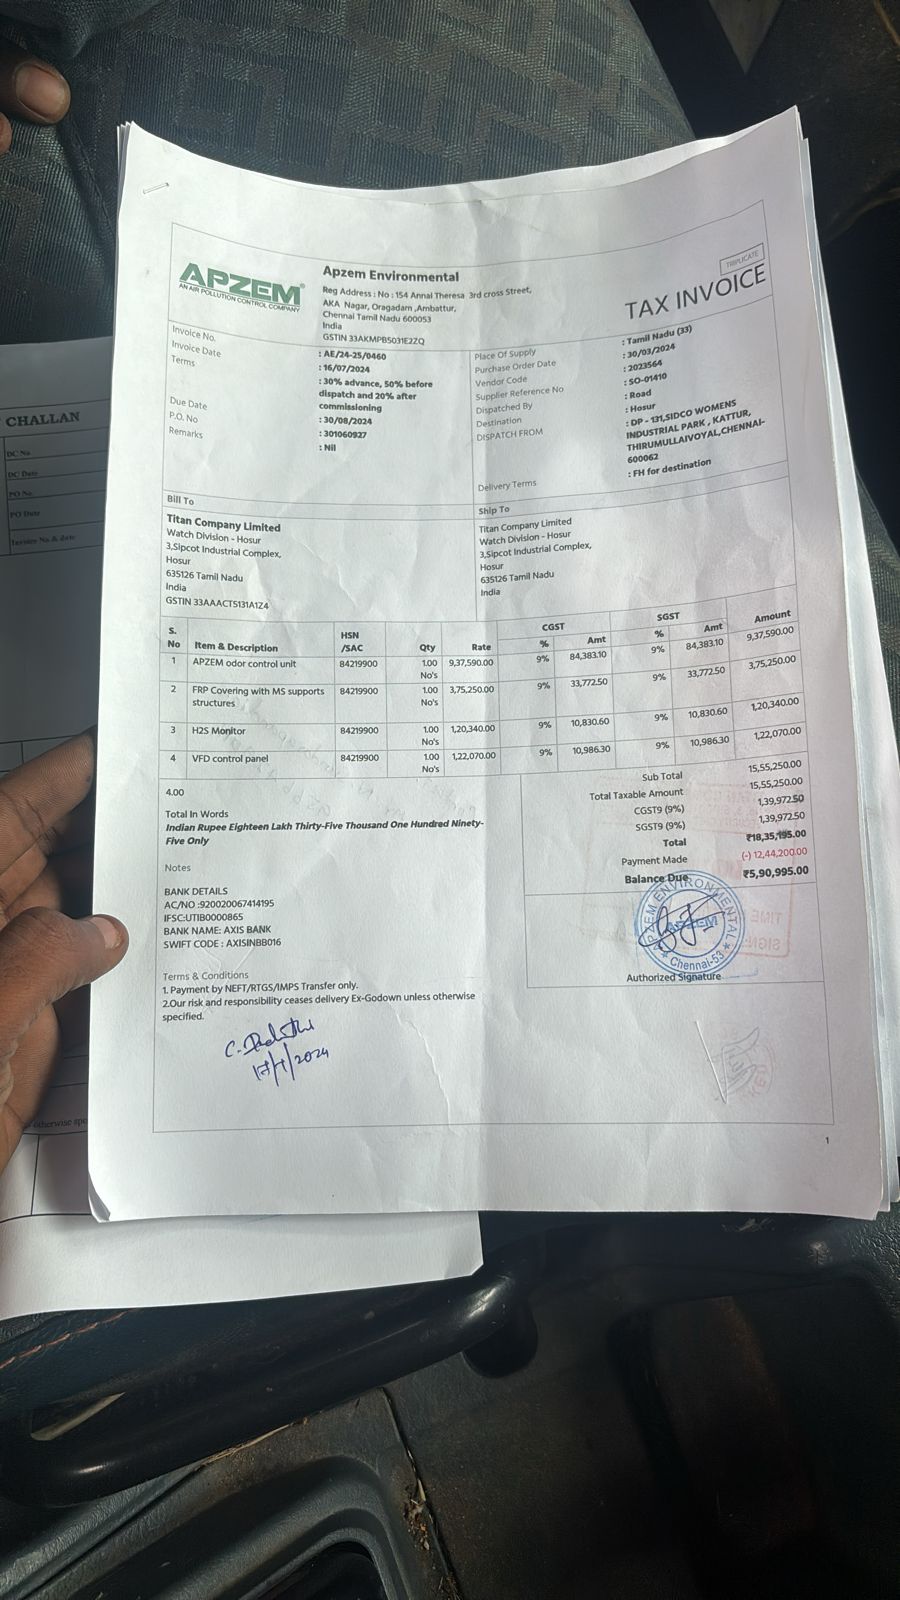 TRIPLICATE
APZEM
AN AIR POLLUTION CONTROL COMPANY
Apzem Environmental
Reg Address : No : 154 Annai Theresa 3rd cross Street,
AKA Nagar, Oragadam ,Ambattur,
Chennai Tamil Nadu 600053
India
GSTIN 33AKMPB5031E2ZQ
TAX INVOICE
Invoice No. : AE/24-25/0460
Invoice Date : 16/07/2024
Terms : 30% advance, 50% before
dispatch and 20% after
commissioning
Due Date : 30/08/2024
P.O. No : 301060927
Remarks : Nil
Place Of Supply : Tamil Nadu (33)
Purchase Order Date : 30/03/2024
Vendor Code : 2023564
Supplier Reference No : SO-01410
Dispatched By : Road
Destination : Hosur
DISPATCH FROM : DP - 131,SIDCO WOMENS
INDUSTRIAL PARK , KATTUR,
THIRUMULLAIVOYAL,CHENNAI-
600062
Delivery Terms : FH for destination
Bill To
Titan Company Limited
Watch Division - Hosur
3,Sipcot Industrial Complex,
Hosur
635126 Tamil Nadu
India
GSTIN 33AAACT5131A1Z4
Ship To
Titan Company Limited
Watch Division - Hosur
3,Sipcot Industrial Complex,
Hosur
635126 Tamil Nadu
India
CGST SGST
S. No Item & Description HSN /SAC Qty Rate % Amt % Amt Amount
1 APZEM odor control unit 84219900 1.00 No's 9,37,590.00 9% 84,383.10 9% 84,383.10 9,37,590.00
2 FRP Covering with MS supports structures 84219900 1.00 No's 3,75,250.00 9% 33,772.50 9% 33,772.50 3,75,250.00
3 H2S Monitor 84219900 1.00 No's 1,20,340.00 9% 10,830.60 9% 10,830.60 1,20,340.00
4 VFD control panel 84219900 1.00 No's 1,22,070.00 9% 10,986.30 9% 10,986.30 1,22,070.00
4.00
Total In Words
Indian Rupee Eighteen Lakh Thirty-Five Thousand One Hundred Ninety-
Five Only
Notes
BANK DETAILS
AC/NO :920020067414195
IFSC:UTIB0000865
BANK NAME: AXIS BANK
SWIFT CODE : AXISINBB016
Sub Total 15,55,250.00
Total Taxable Amount 15,55,250.00
CGST9 (9%) 1,39,972.50
SGST9 (9%) 1,39,972.50
Total ₹18,35,195.00
Payment Made (-) 12,44,200.00
Balance Due ₹5,90,995.00
APZEM ENVIRONMENTAL
APZEM
Chennai-53
Authorized Signature
Terms & Conditions
1. Payment by NEFT/RTGS/IMPS Transfer only.
2.Our risk and responsibility ceases delivery Ex-Godown unless otherwise
specified.
17/7/2024
1
CHALLAN
DC No
DC Date
PO No.
PO Date
Invoice No & date
otherwise spe